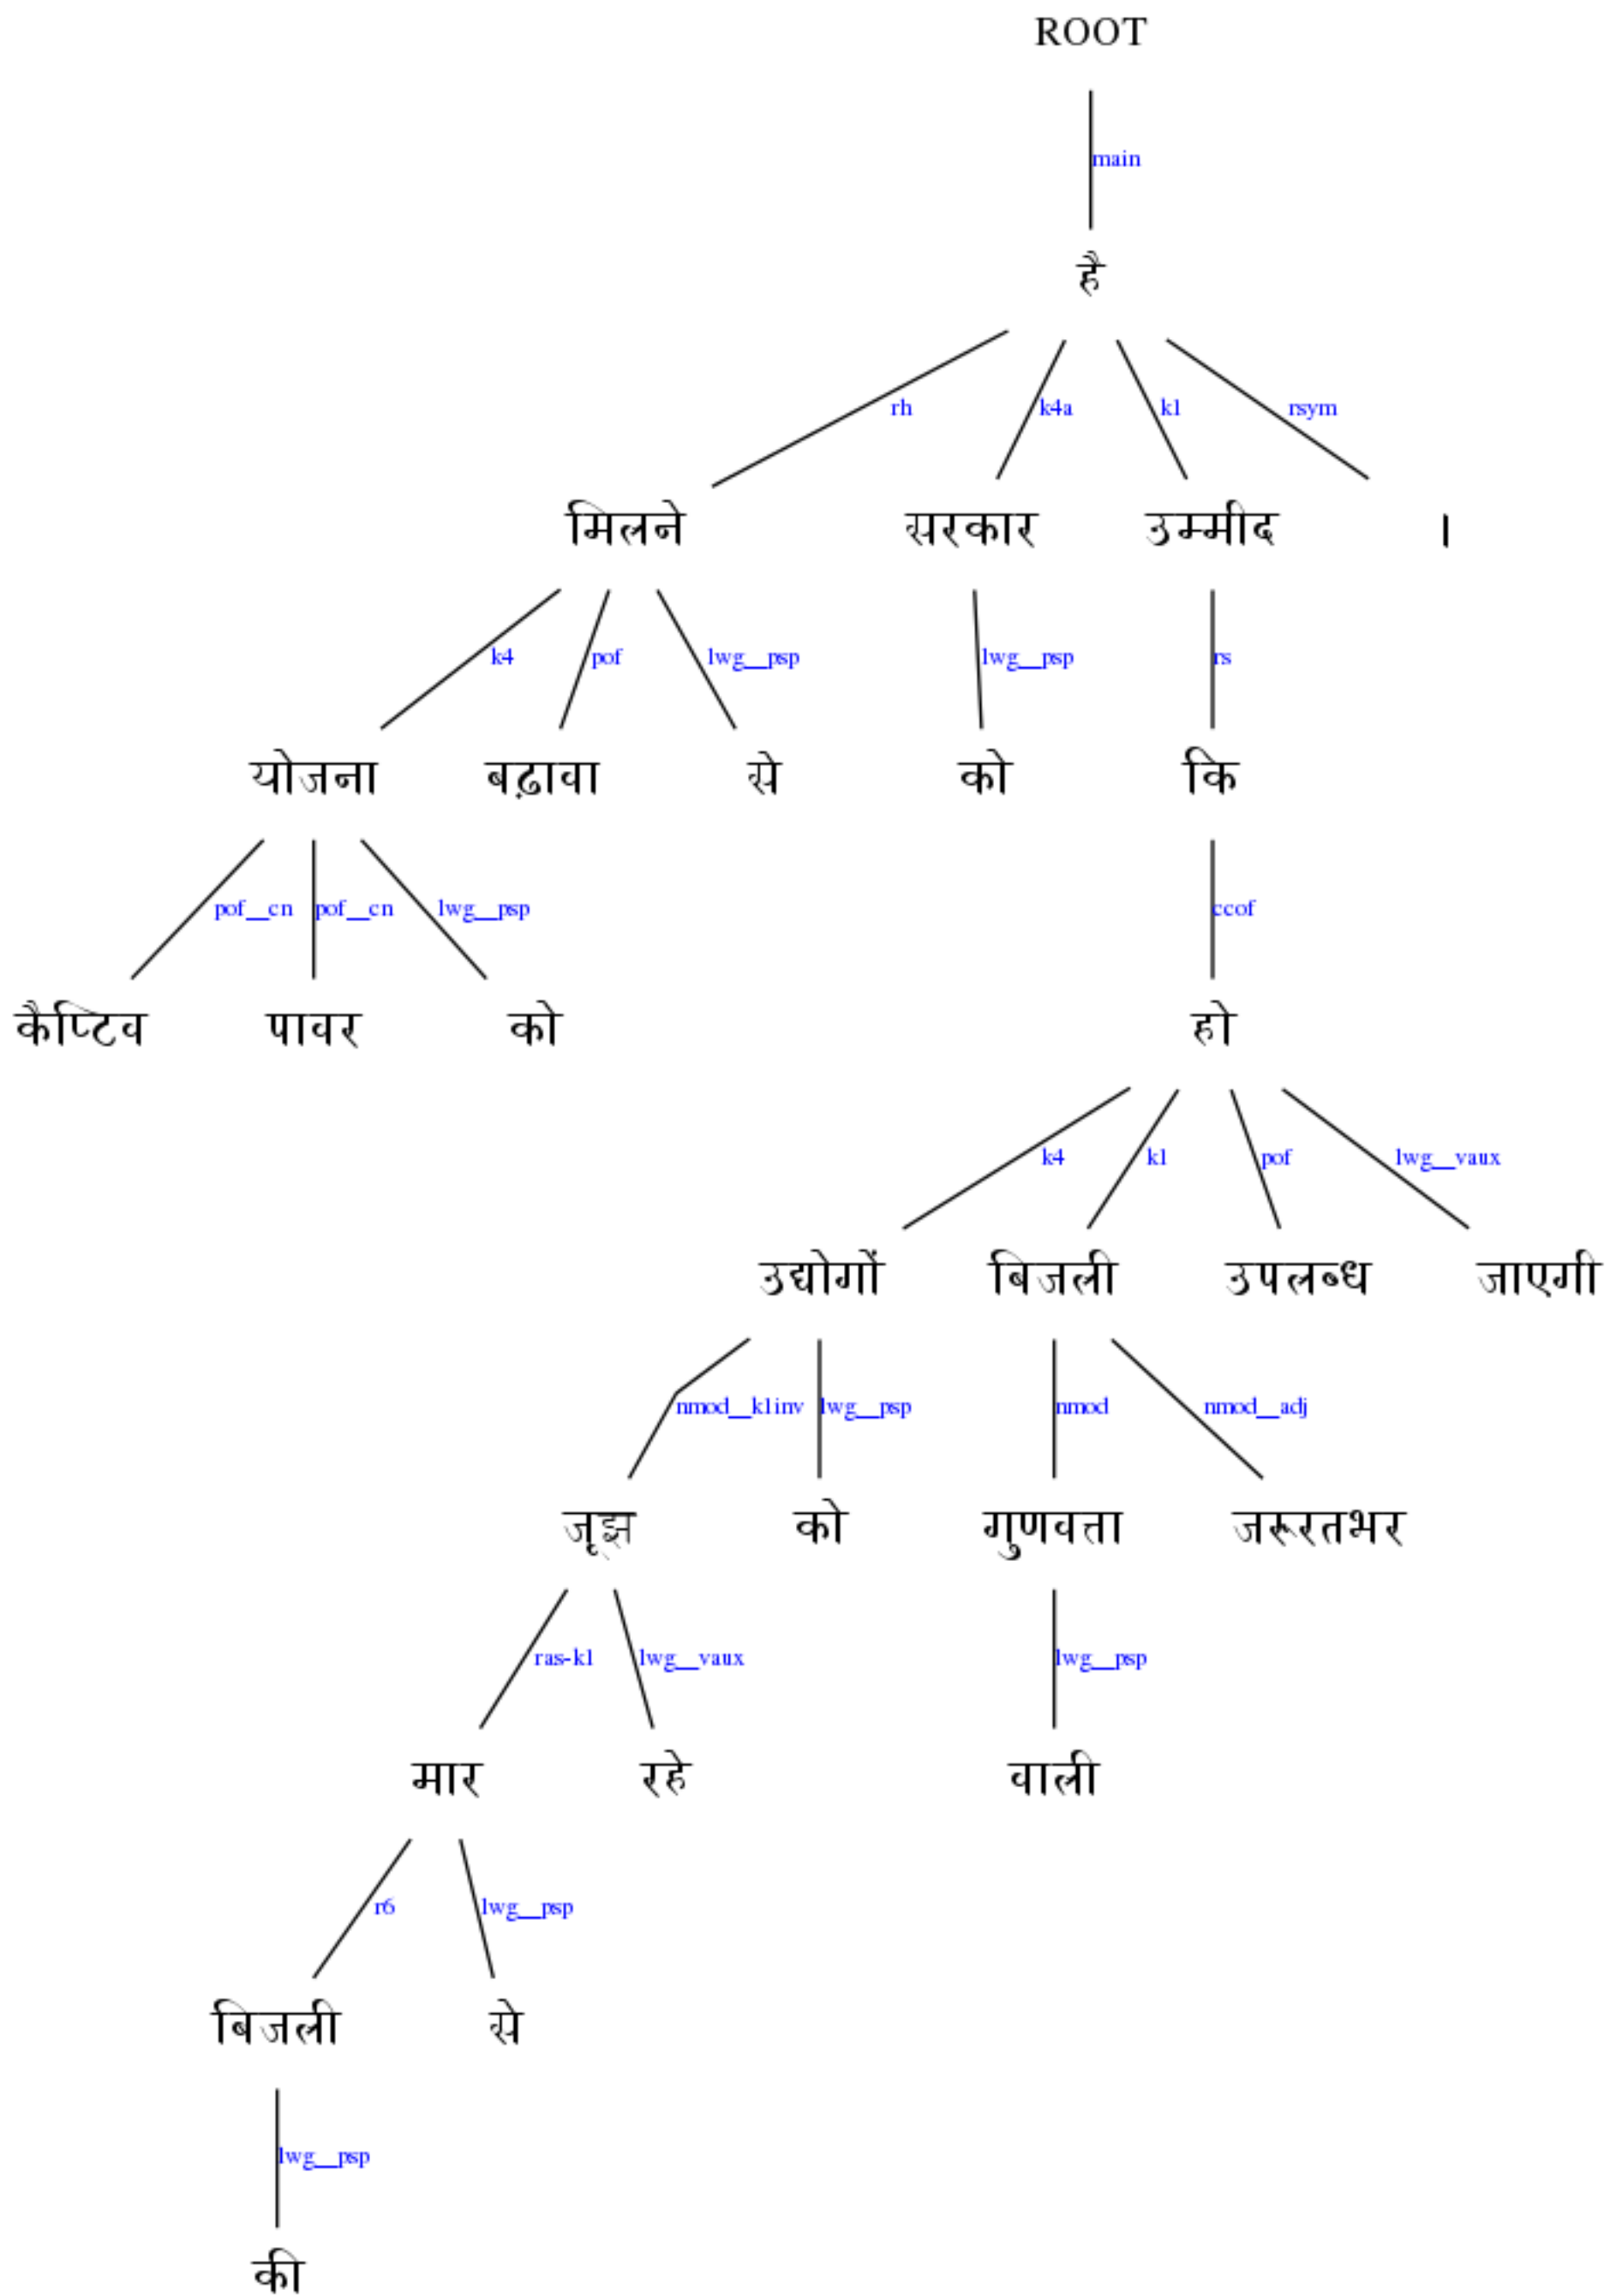 ROOT
main
है
rh k4a k1 rsym
मिलने सरकार उम्मीद ।
k4 pof lwg__psp lwg__psp rs
योजना बढ़ावा से को कि
pof__cn pof__cn lwg__psp ccof
कैप्टिव पावर को हो
k4 k1 pof lwg__vaux
उद्योगों बिजली उपलब्ध जाएगी
nmod__k1inv lwg__psp nmod nmod__adj
जूझ को गुणवत्ता जरूरतभर
ras-k1 lwg__vaux lwg__psp
मार रहे वाली
r6 lwg__psp
बिजली से
lwg__psp
की